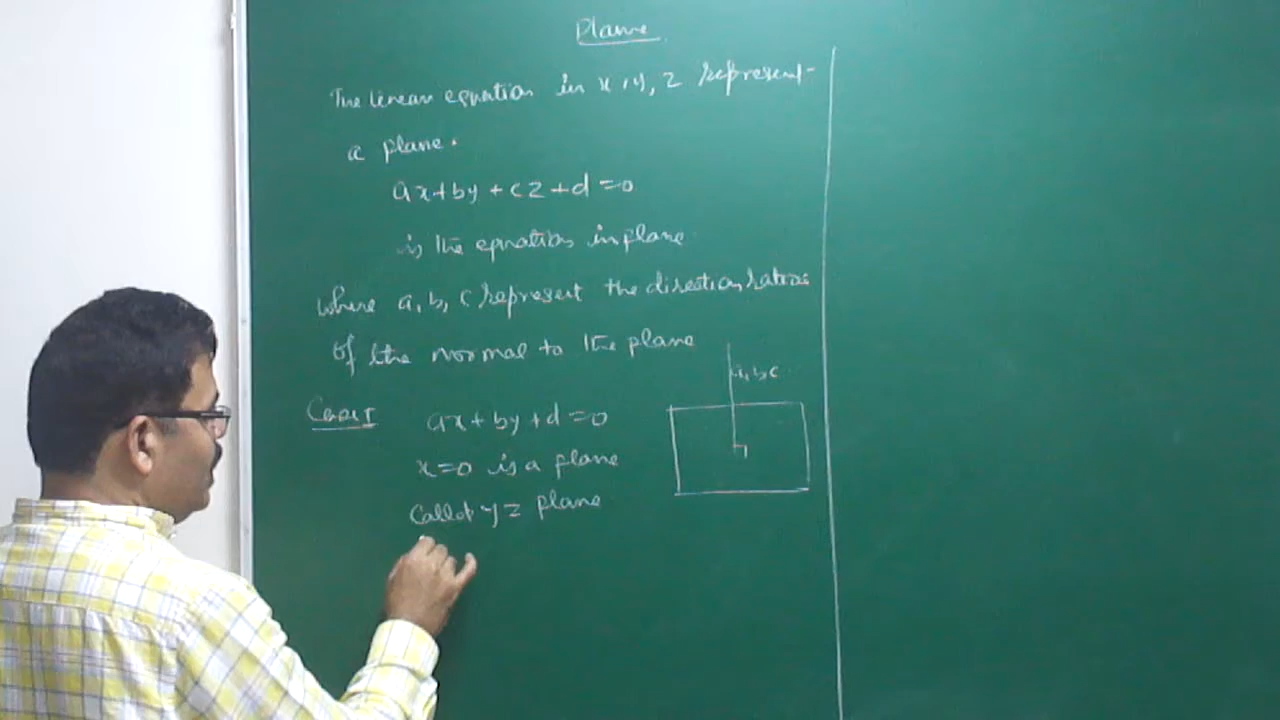 Plane
The linear equation in x, y, z represent
a plane.
ax+by+cz+d=0
is the equation in plane
where a, b, c represent the direction ratios
of the normal to the plane
a, b, c
Case I ax+by+d=0
x=0 is a plane
called yz plane